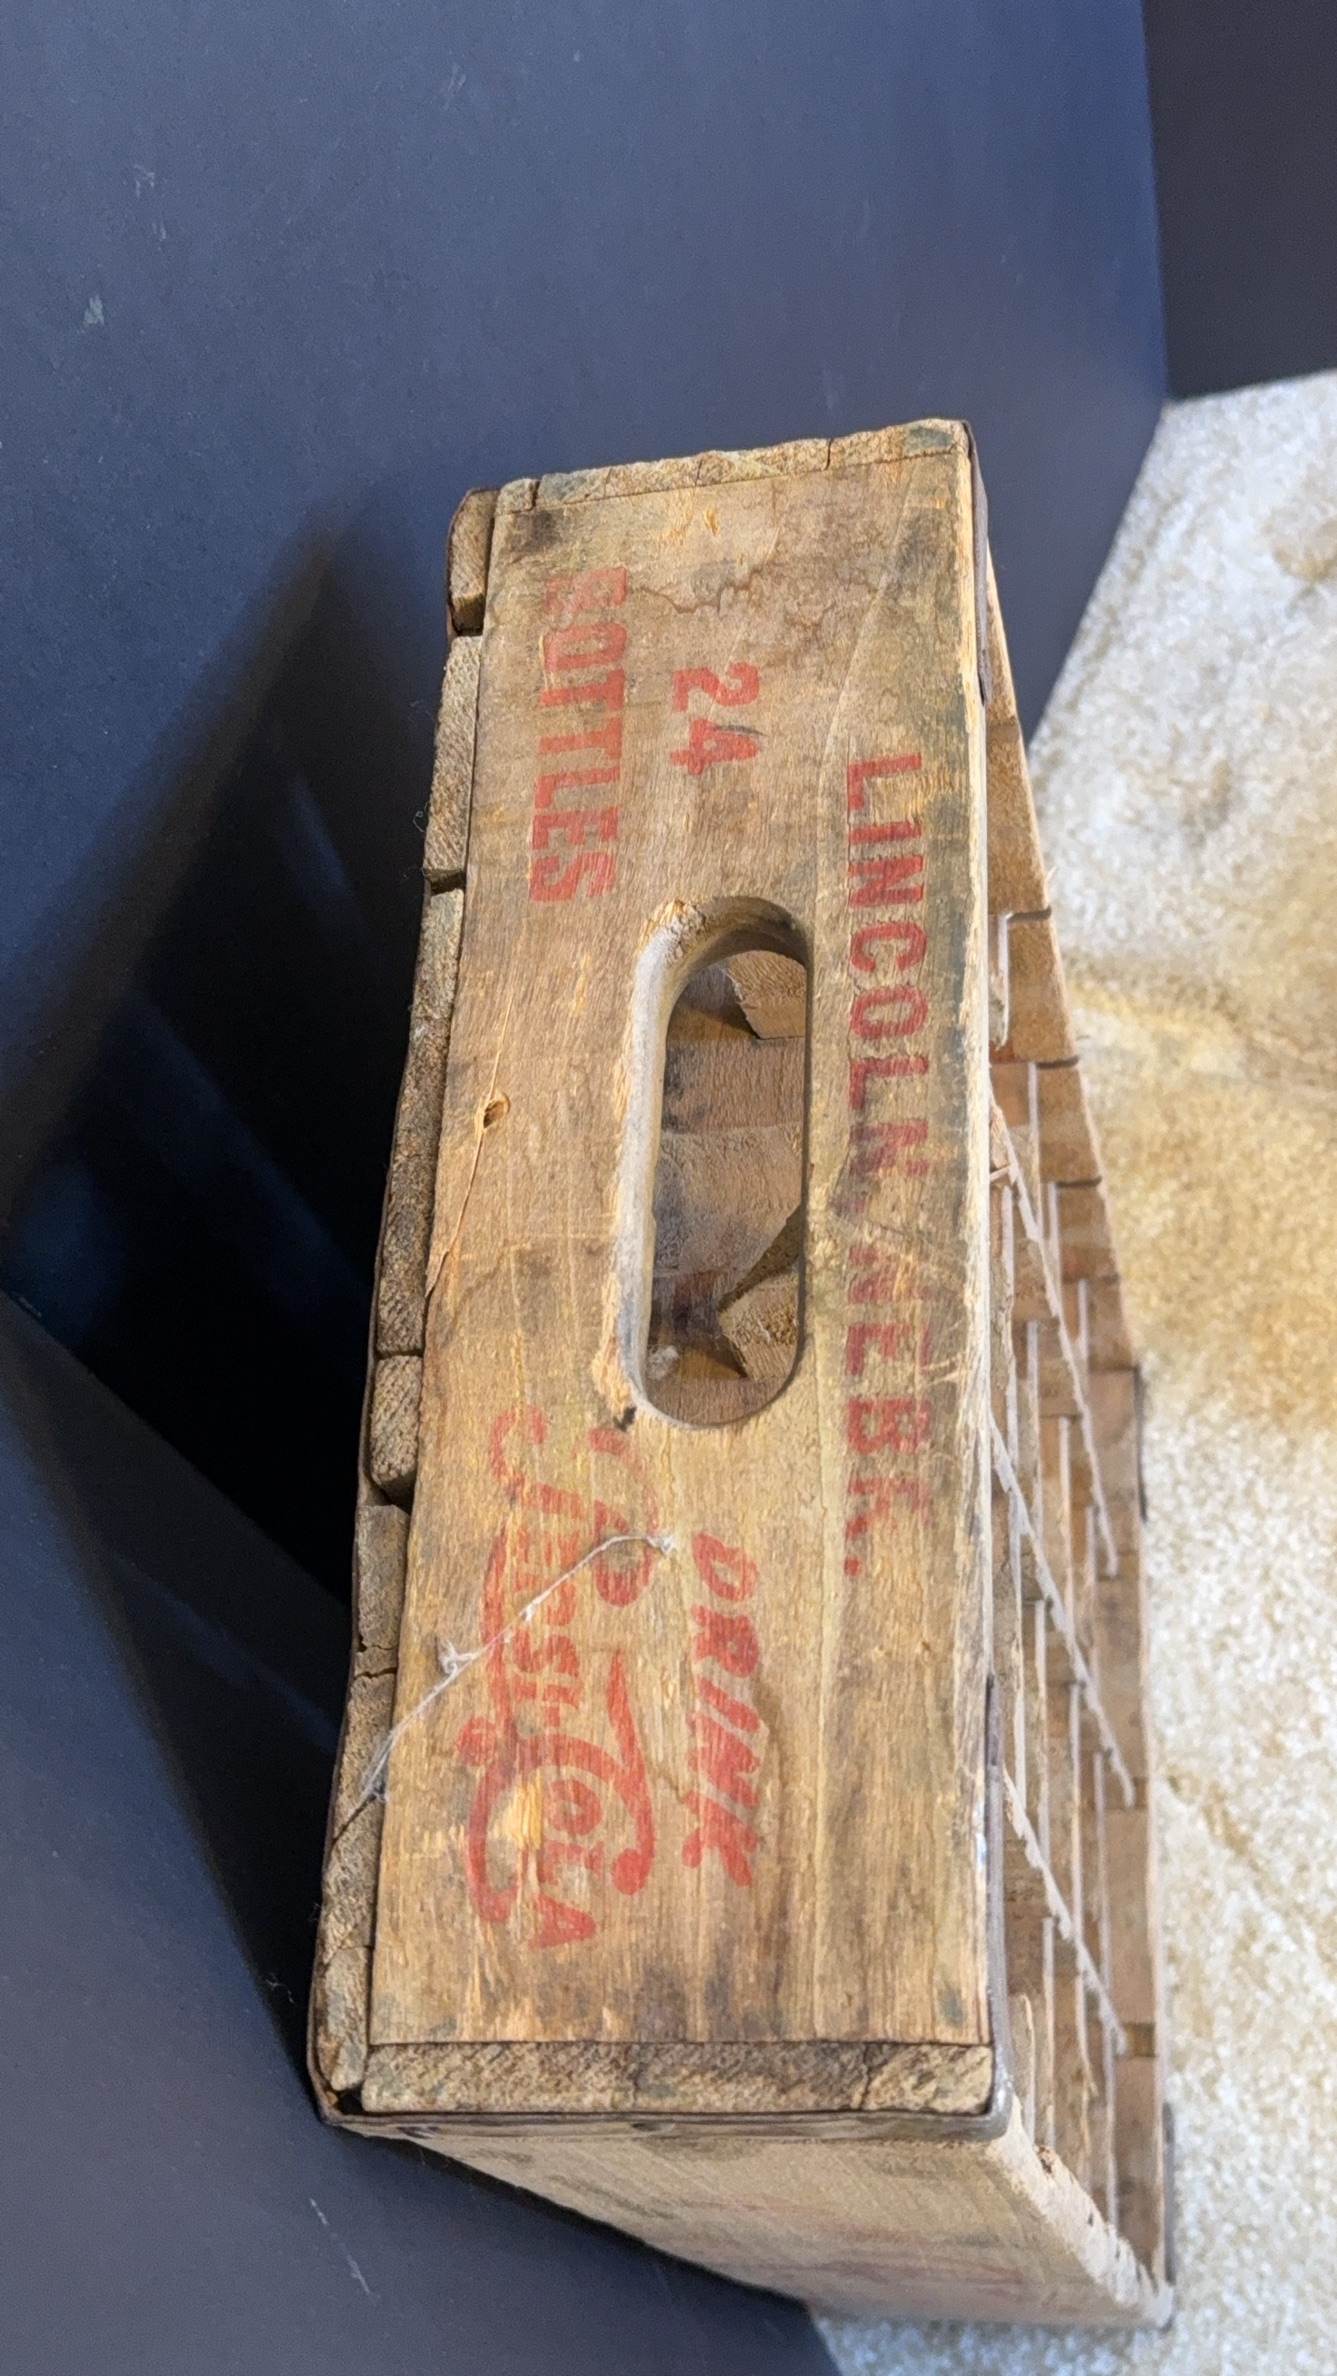 LINCOLN, NEBR.
24
BOTTLES
DRINK
PEPSI-COLA